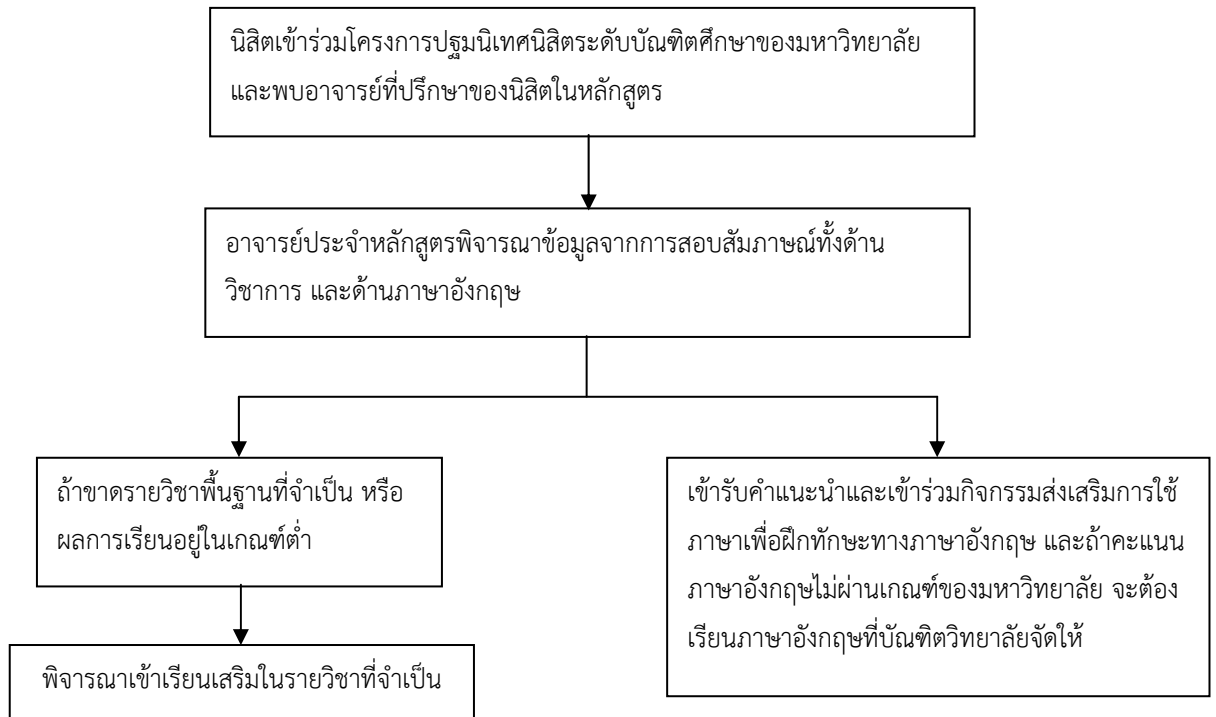 นิสิตเข้าร่วมโครงการปฐมนิเทศนิสิตระดับบัณฑิตศึกษาของมหาวิทยาลัย
และพบอาจารย์ที่ปรึกษาของนิสิตในหลักสูตร
อาจารย์ประจำหลักสูตรพิจารณาข้อมูลจากการสอบสัมภาษณ์ทั้งด้าน
วิชาการ และด้านภาษาอังกฤษ
ถ้าขาดรายวิชาพื้นฐานที่จำเป็น หรือ
ผลการเรียนอยู่ในเกณฑ์ต่ำ
พิจารณาเข้าเรียนเสริมในรายวิชาที่จำเป็น
เข้ารับคำแนะนำและเข้าร่วมกิจกรรมส่งเสริมการใช้
ภาษาเพื่อฝึกทักษะทางภาษาอังกฤษ และถ้าคะแนน
ภาษาอังกฤษไม่ผ่านเกณฑ์ของมหาวิทยาลัย จะต้อง
เรียนภาษาอังกฤษที่บัณฑิตวิทยาลัยจัดให้